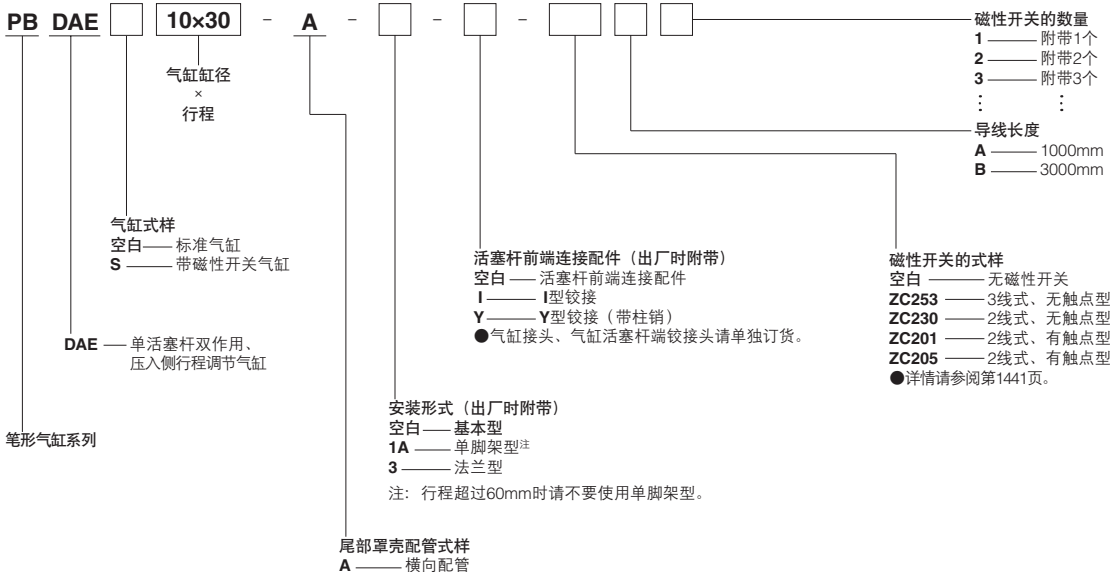 PB DAE 10×30 - A - - -
气缸缸径
×
行程
磁性开关的数量
1 附带1个
2 附带2个
3 附带3个
⋮ ⋮
导线长度
A 1000mm
B 3000mm
气缸式样
空白 标准气缸
S 带磁性开关气缸
活塞杆前端连接配件（出厂时附带）
空白 活塞杆前端连接配件
I I型铰接
Y Y型铰接（带柱销）
●气缸接头、气缸活塞杆端铰接头请单独订货。
磁性开关的式样
空白 无磁性开关
ZC253 3线式、无触点型
ZC230 2线式、无触点型
ZC201 2线式、有触点型
ZC205 2线式、有触点型
●详情请参阅第1441页。
DAE 单活塞杆双作用、
压入侧行程调节气缸
安装形式（出厂时附带）
空白 基本型
1A 单脚架型注
3 法兰型
注：行程超过60mm时请不要使用单脚架型。
笔形气缸系列
尾部罩壳配管式样
A 横向配管